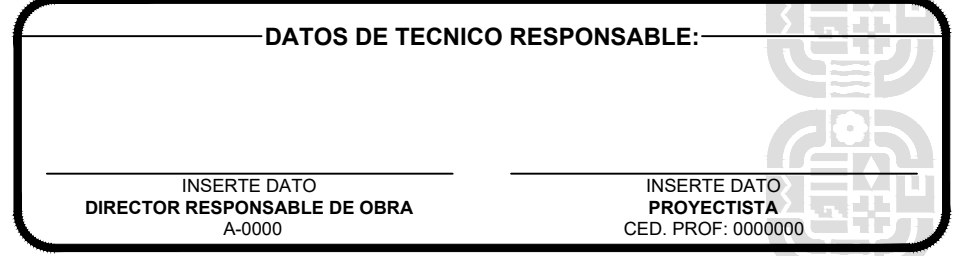 DATOS DE TECNICO RESPONSABLE:
INSERTE DATO
DIRECTOR RESPONSABLE DE OBRA
A-0000
INSERTE DATO
PROYECTISTA
CED. PROF: 0000000